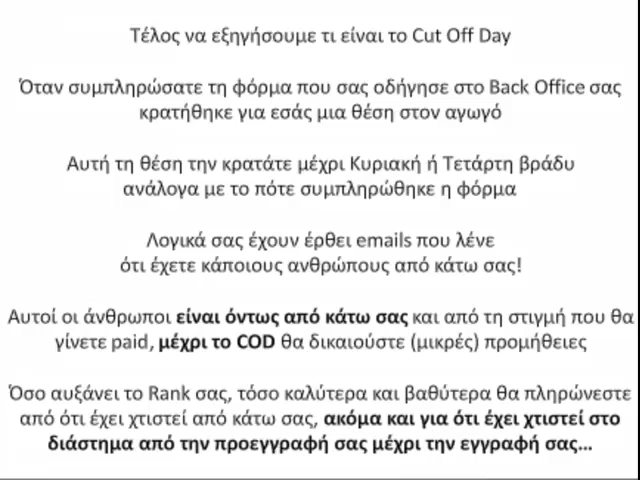 Τέλος να εξηγήσουμε τι είναι το Cut Off Day
Όταν συμπληρώσατε τη φόρμα που σας οδήγησε στο Back Office σας
κρατήθηκε για εσάς μια θέση στον αγωγό
Αυτή τη θέση την κρατάτε μέχρι Κυριακή ή Τετάρτη βράδυ
ανάλογα με το πότε συμπληρώθηκε η φόρμα
Λογικά σας έχουν έρθει emails που λένε
ότι έχετε κάποιους ανθρώπους από κάτω σας!
Αυτοί οι άνθρωποι είναι όντως από κάτω σας και από τη στιγμή που θα
γίνετε paid, μέχρι το COD θα δικαιούστε (μικρές) προμήθειες
Όσο αυξάνει το Rank σας, τόσο καλύτερα και βαθύτερα θα πληρώνεστε
από ότι έχει χτιστεί από κάτω σας, ακόμα και για ότι έχει χτιστεί στο
διάστημα από την προεγγραφή σας μέχρι την εγγραφή σας...